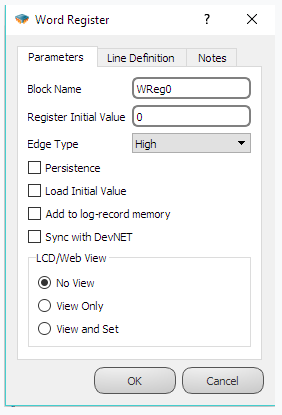 Word Register
?
Parameters
Line Definition
Notes
Block Name WReg0
Register Initial Value 0
Edge Type High
Persistence
Load Initial Value
Add to log-record memory
Sync with DevNET
LCD/Web View
No View
View Only
View and Set
OK
Cancel